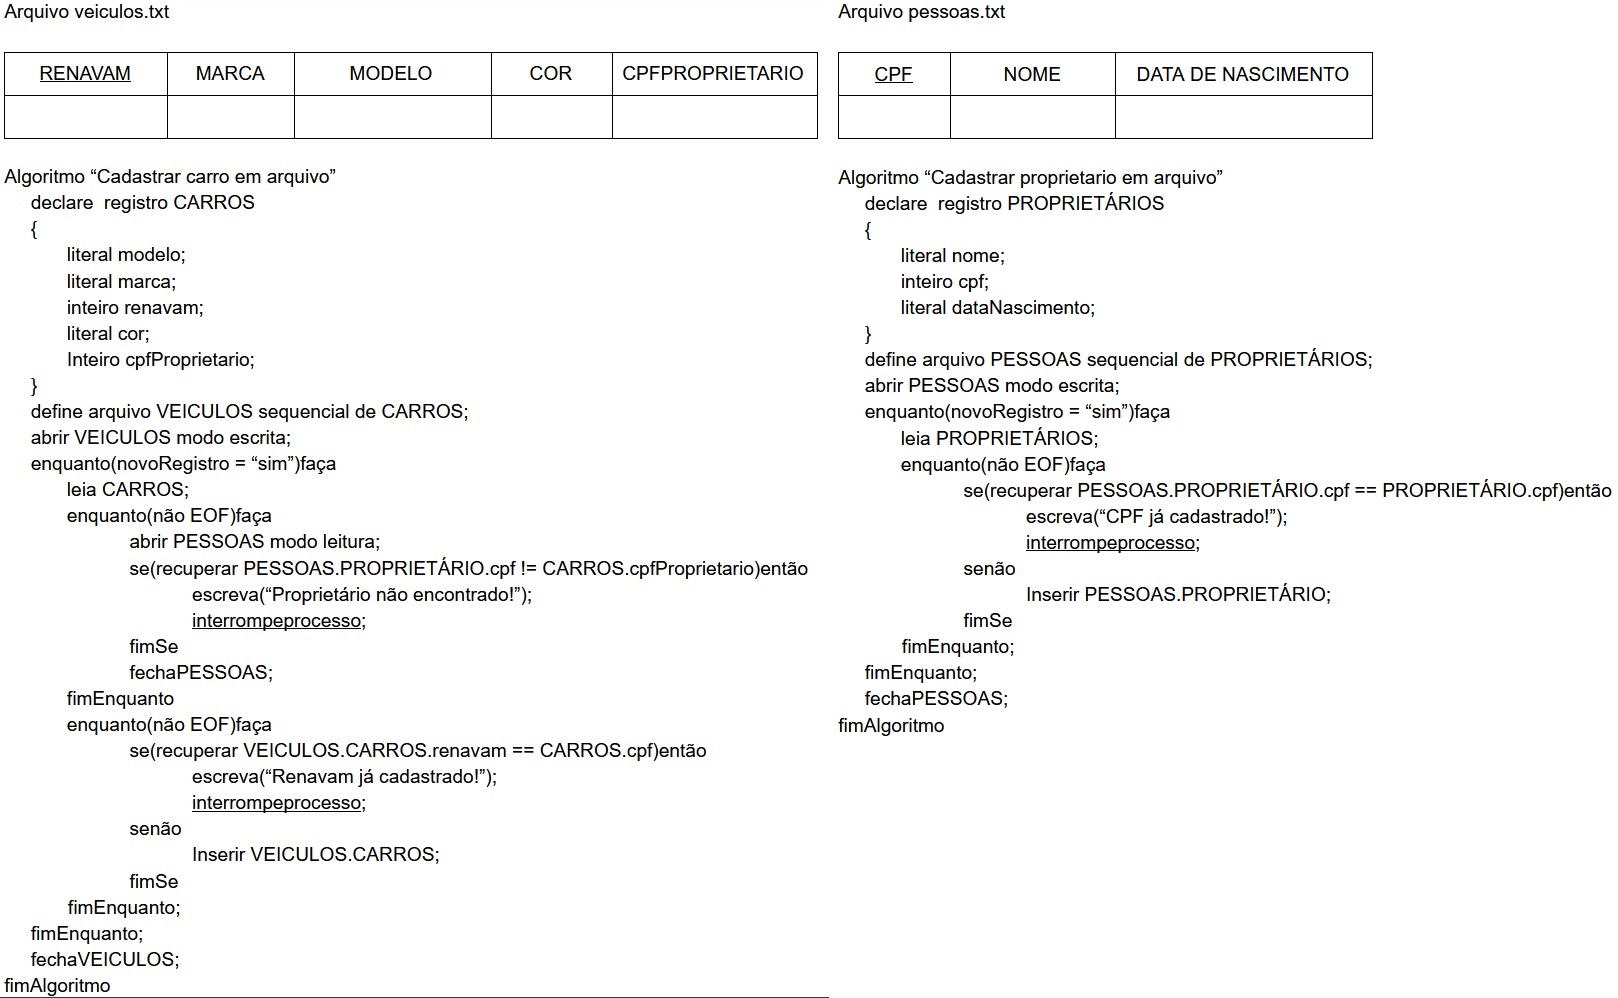 Arquivo veiculos.txt
RENAVAM MARCA MODELO COR CPFPROPRIETARIO
Algoritmo “Cadastrar carro em arquivo”
declare registro CARROS
{
literal modelo;
literal marca;
inteiro renavam;
literal cor;
Inteiro cpfProprietario;
}
define arquivo VEICULOS sequencial de CARROS;
abrir VEICULOS modo escrita;
enquanto(novoRegistro = “sim”)faça
leia CARROS;
enquanto(não EOF)faça
abrir PESSOAS modo leitura;
se(recuperar PESSOAS.PROPRIETÁRIO.cpf != CARROS.cpfProprietario)então
escreva(“Proprietário não encontrado!”);
interrompeprocesso;
fimSe
fechaPESSOAS;
fimEnquanto
enquanto(não EOF)faça
se(recuperar VEICULOS.CARROS.renavam == CARROS.cpf)então
escreva(“Renavam já cadastrado!”);
interrompeprocesso;
senão
Inserir VEICULOS.CARROS;
fimSe
fimEnquanto;
fimEnquanto;
fechaVEICULOS;
fimAlgoritmo
Arquivo pessoas.txt
CPF NOME DATA DE NASCIMENTO
Algoritmo “Cadastrar proprietario em arquivo”
declare registro PROPRIETÁRIOS
{
literal nome;
inteiro cpf;
literal dataNascimento;
}
define arquivo PESSOAS sequencial de PROPRIETÁRIOS;
abrir PESSOAS modo escrita;
enquanto(novoRegistro = “sim”)faça
leia PROPRIETÁRIOS;
enquanto(não EOF)faça
se(recuperar PESSOAS.PROPRIETÁRIO.cpf == PROPRIETÁRIO.cpf)então
escreva(“CPF já cadastrado!”);
interrompeprocesso;
senão
Inserir PESSOAS.PROPRIETÁRIO;
fimSe
fimEnquanto;
fimEnquanto;
fechaPESSOAS;
fimAlgoritmo